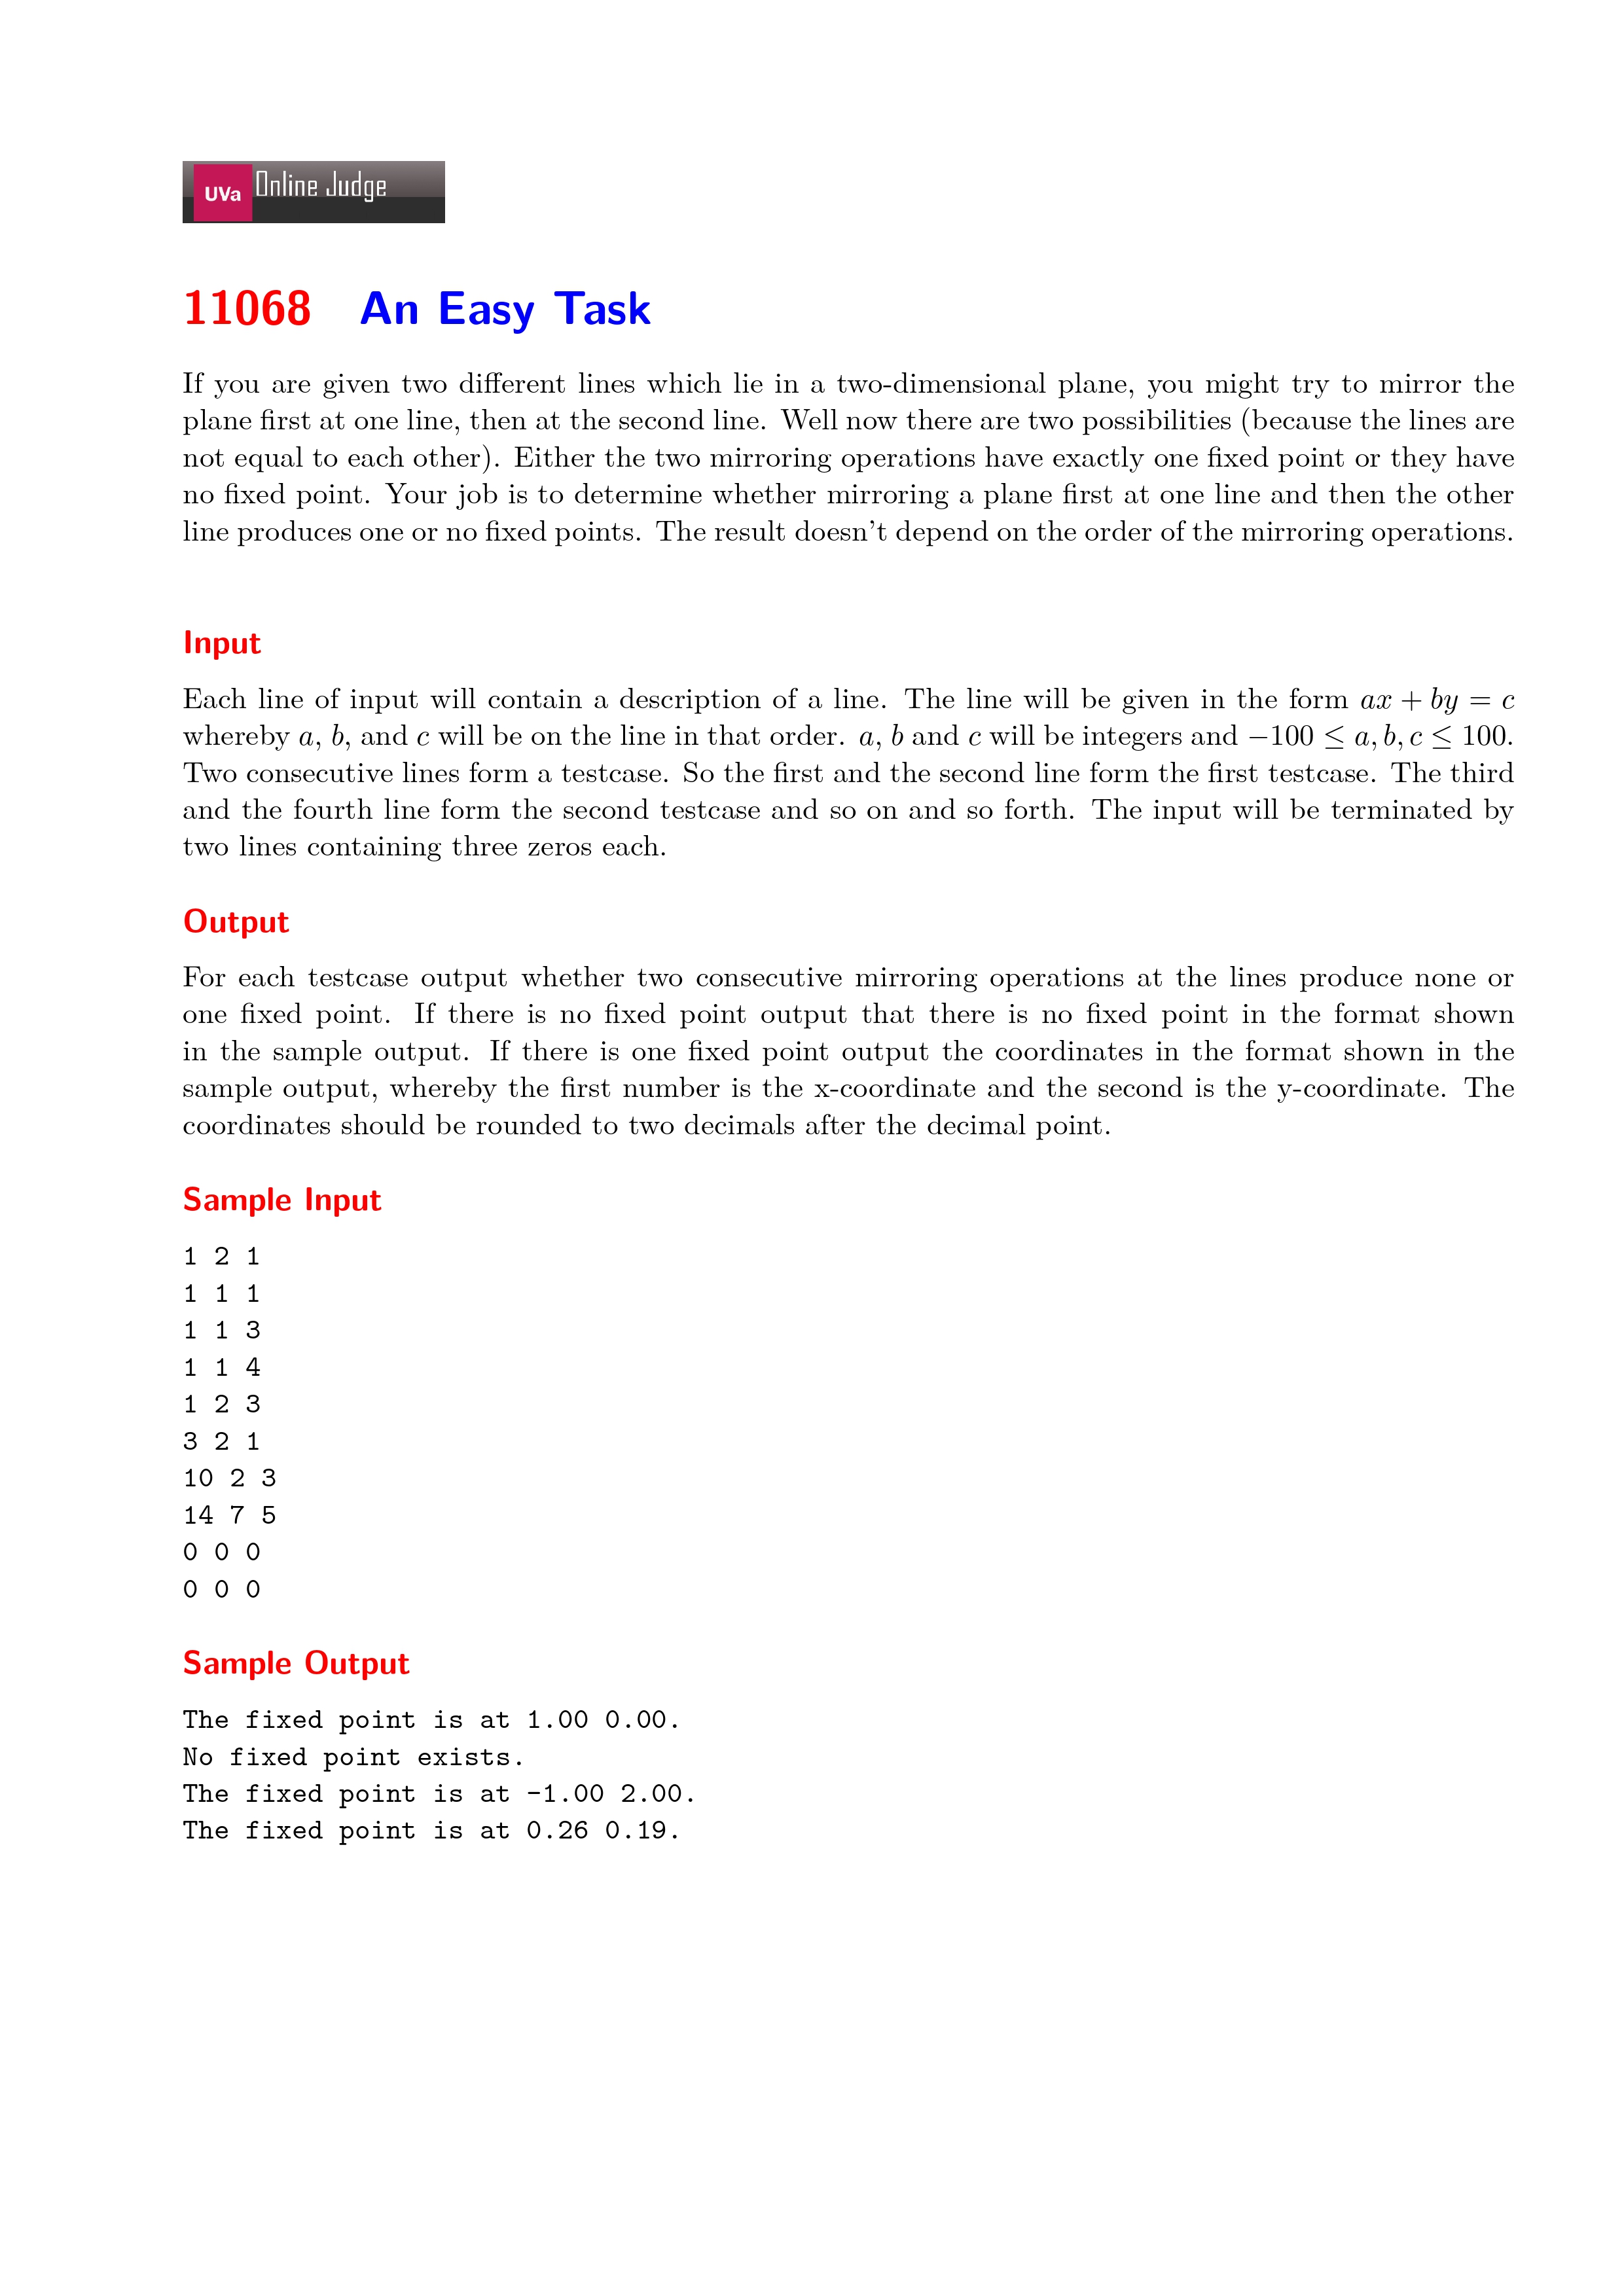 UVa Online Judge
11068 An Easy Task
If you are given two different lines which lie in a two-dimensional plane, you might try to mirror the
plane first at one line, then at the second line. Well now there are two possibilities (because the lines are
not equal to each other). Either the two mirroring operations have exactly one fixed point or they have
no fixed point. Your job is to determine whether mirroring a plane first at one line and then the other
line produces one or no fixed points. The result doesn't depend on the order of the mirroring operations.
Input
Each line of input will contain a description of a line. The line will be given in the form ax + by = c
whereby a, b, and c will be on the line in that order. a, b and c will be integers and −100 ≤ a, b, c ≤ 100.
Two consecutive lines form a testcase. So the first and the second line form the first testcase. The third
and the fourth line form the second testcase and so on and so forth. The input will be terminated by
two lines containing three zeros each.
Output
For each testcase output whether two consecutive mirroring operations at the lines produce none or
one fixed point. If there is no fixed point output that there is no fixed point in the format shown
in the sample output. If there is one fixed point output the coordinates in the format shown in the
sample output, whereby the first number is the x-coordinate and the second is the y-coordinate. The
coordinates should be rounded to two decimals after the decimal point.
Sample Input
1 2 1
1 1 1
1 1 3
1 1 4
1 2 3
3 2 1
10 2 3
14 7 5
0 0 0
0 0 0
Sample Output
The fixed point is at 1.00 0.00.
No fixed point exists.
The fixed point is at -1.00 2.00.
The fixed point is at 0.26 0.19.